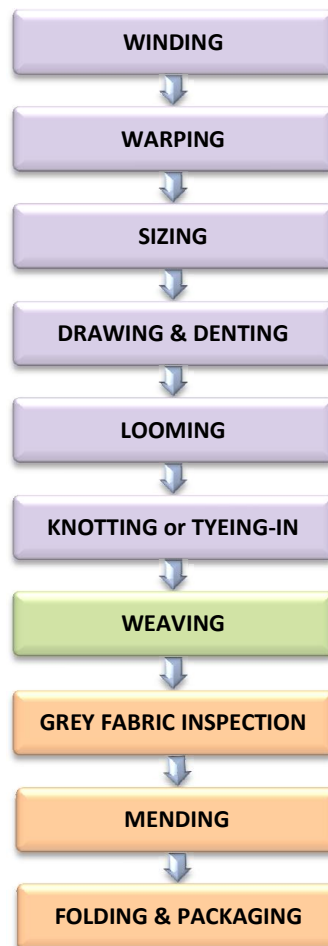 WINDING
WARPING
SIZING
DRAWING & DENTING
LOOMING
KNOTTING or TYEING-IN
WEAVING
GREY FABRIC INSPECTION
MENDING
FOLDING & PACKAGING